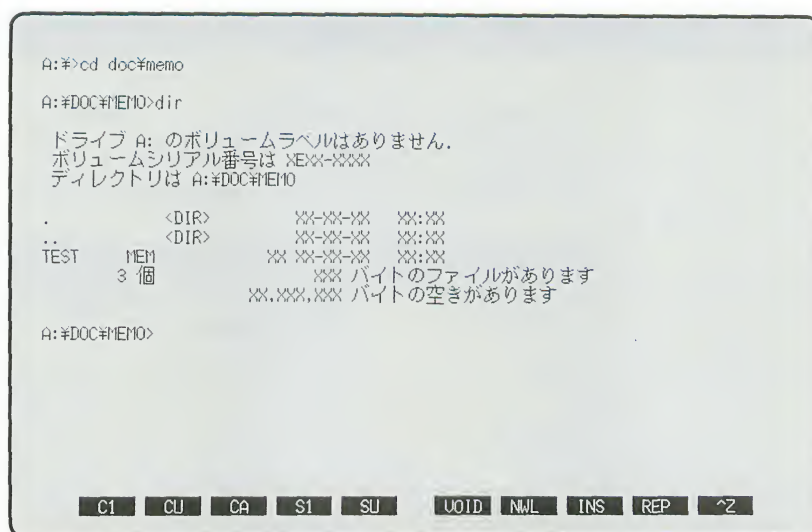 A:¥>cd doc¥memo
A:¥DOC¥MEMO>dir
ドライブ A: のボリュームラベルはありません.
ボリュームシリアル番号は XEXX-XXXX
ディレクトリは A:¥DOC¥MEMO
. <DIR> XX-XX-XX XX:XX
.. <DIR> XX-XX-XX XX:XX
TEST MEM XX XX-XX-XX XX:XX
3 個 XXX バイトのファイルがあります
XX,XXX,XXX バイトの空きがあります
A:¥DOC¥MEMO>
C1 CU CA S1 SU VOID NWL INS REP ^Z